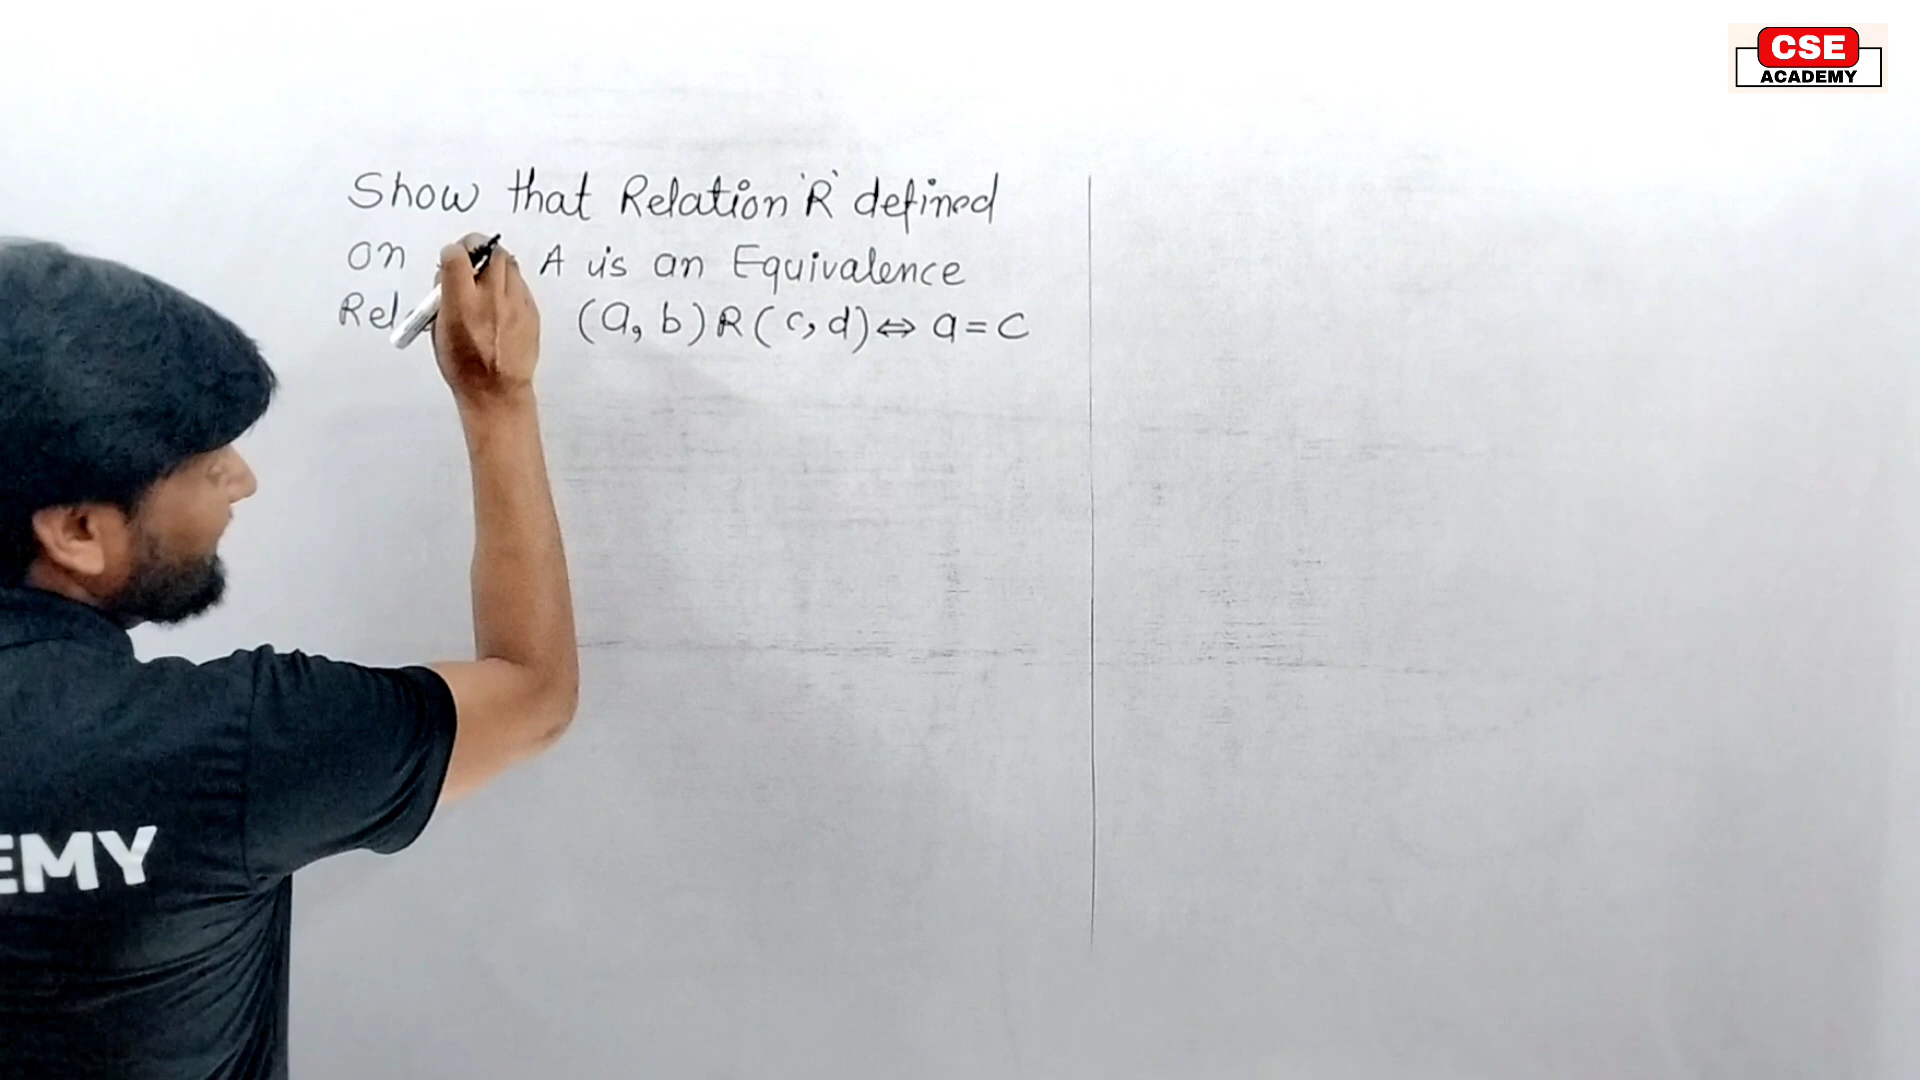 CSE
ACADEMY
Show that Relation 'R' defined
on A is an Equivalence
Rel (a, b) R (c, d) ⇔ a = c
EMY